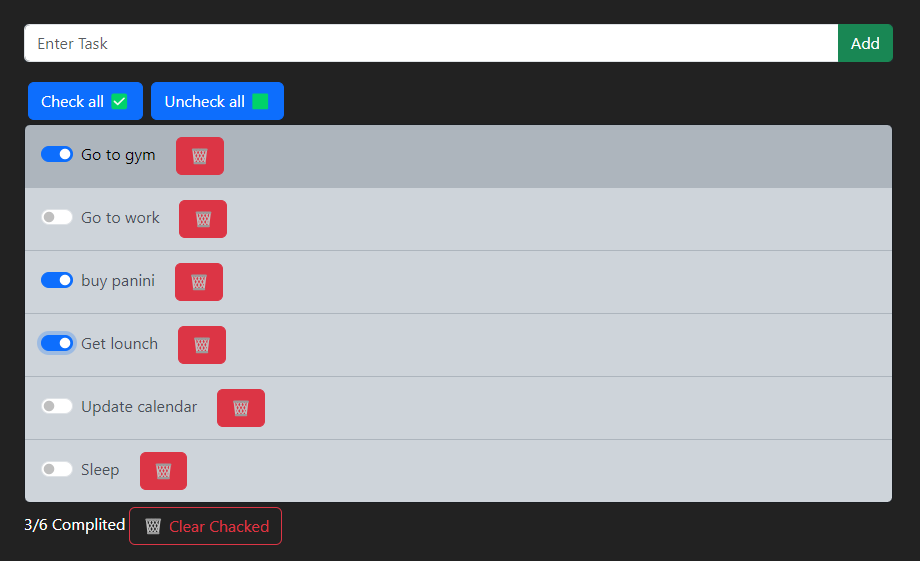 Enter Task Add
Check all Uncheck all
Go to gym
Go to work
buy panini
Get lounch
Update calendar
Sleep
3/6 Complited Clear Chacked